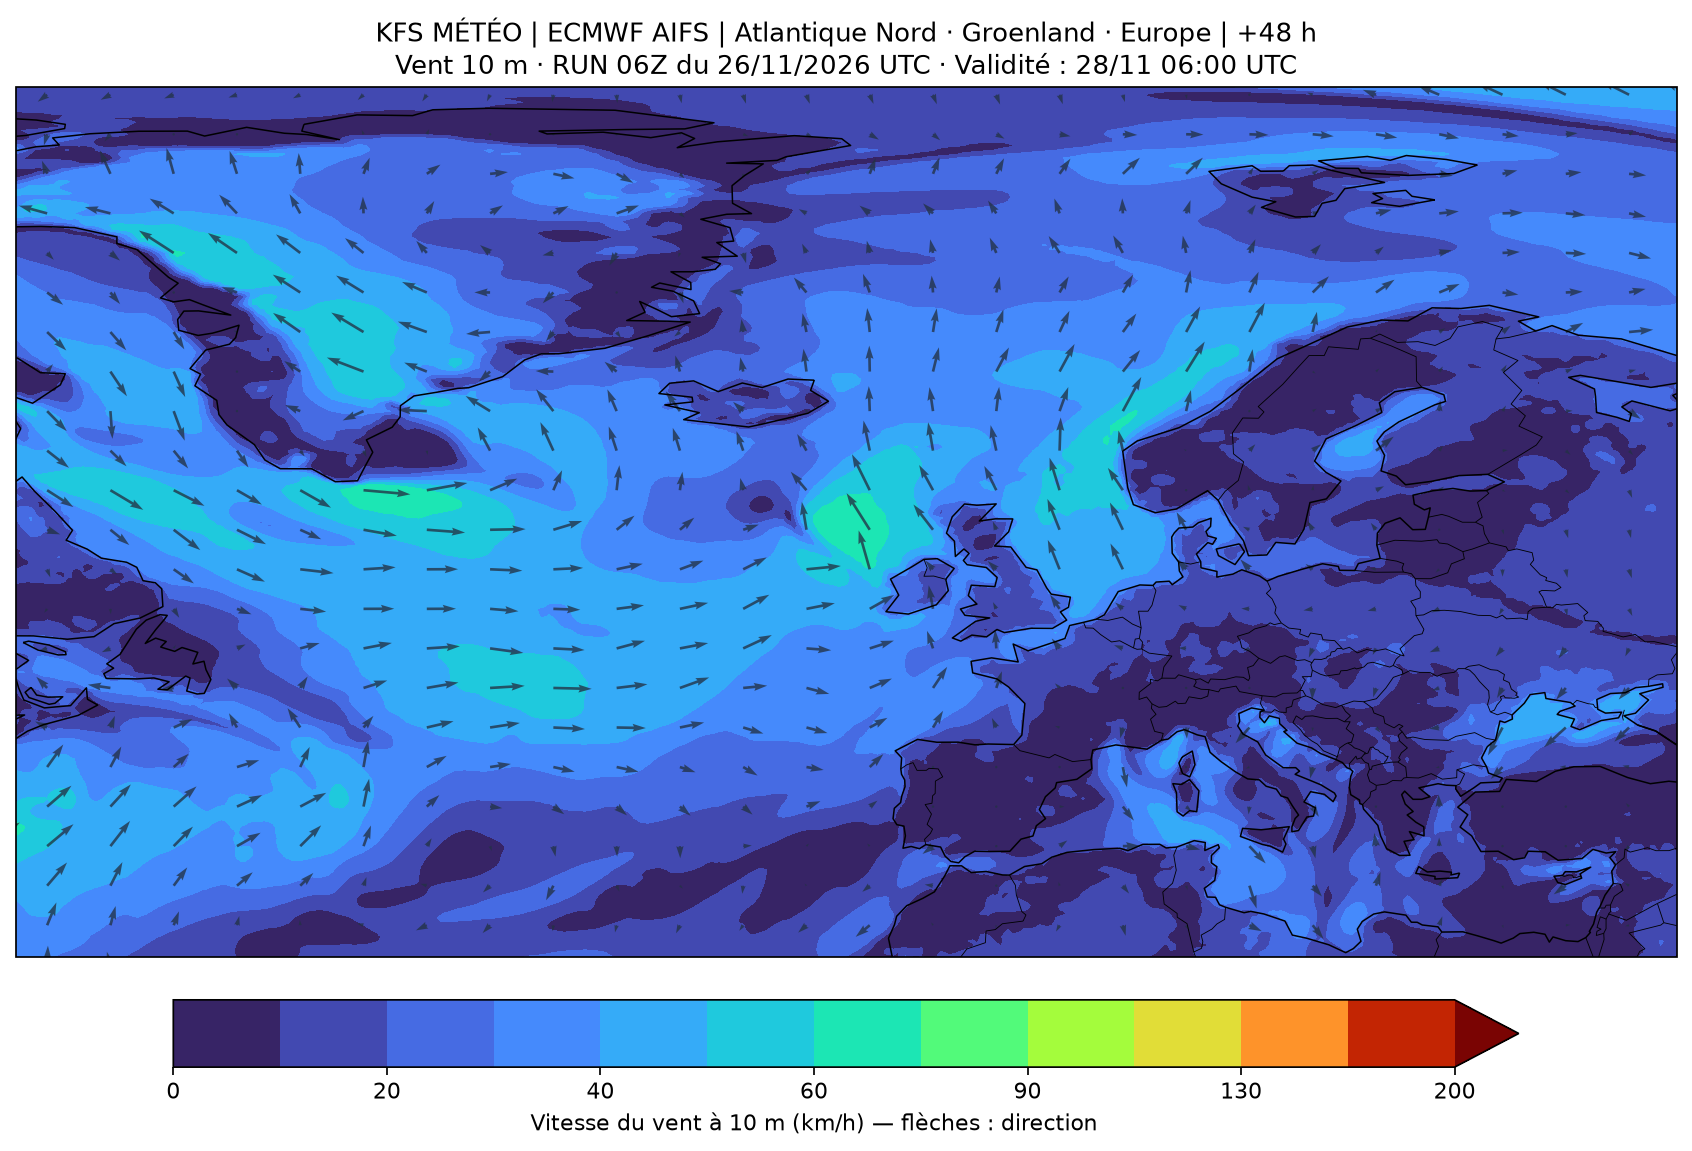 KFS MÉTÉO | ECMWF AIFS | Atlantique Nord · Groenland · Europe | +48 h
Vent 10 m · RUN 06Z du 26/11/2026 UTC · Validité : 28/11 06:00 UTC
0 20 40 60 90 130 200
Vitesse du vent à 10 m (km/h) — flèches : direction